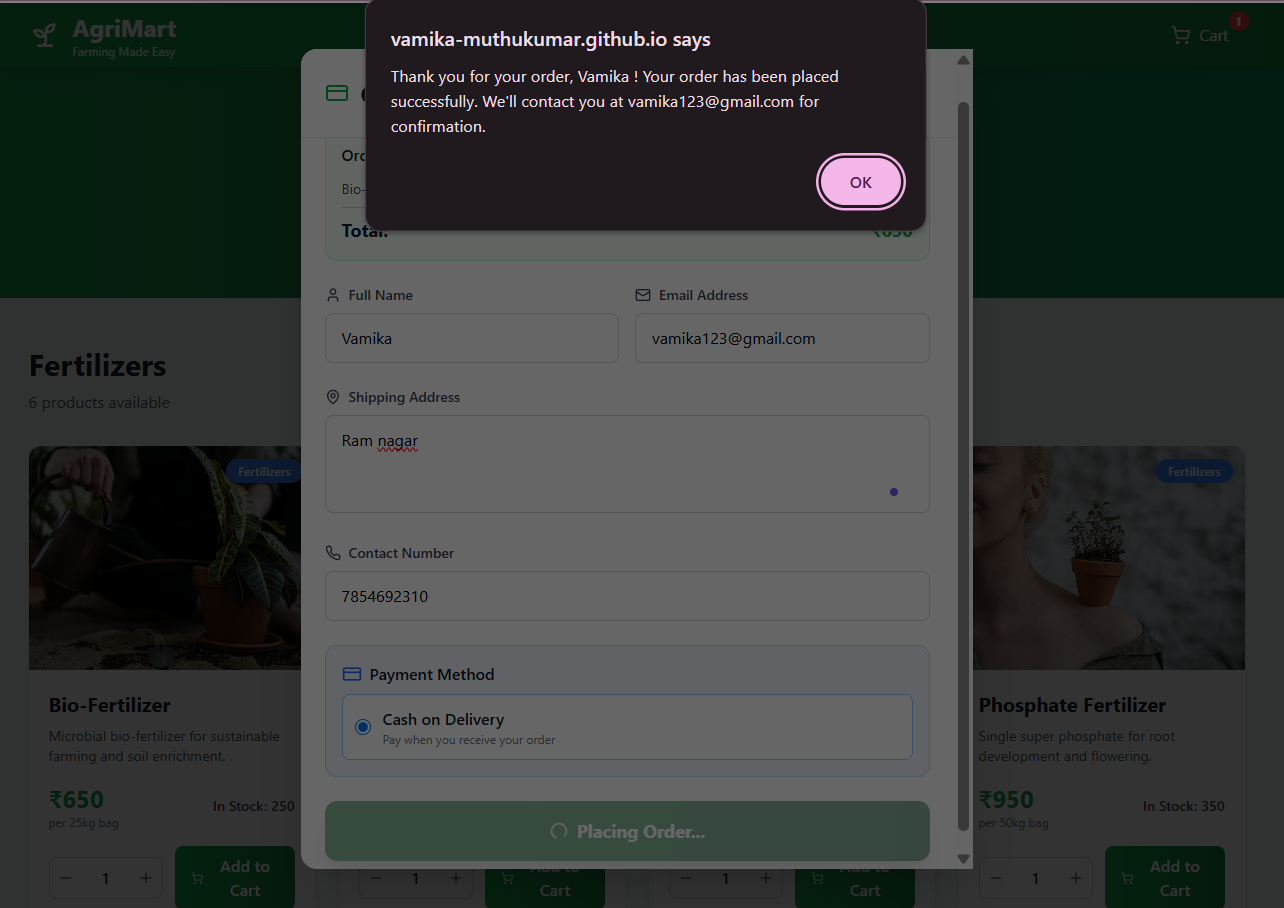 AgriMart
Farming Made Easy
1
Cart
vamika-muthukumar.github.io says
Thank you for your order, Vamika ! Your order has been placed
successfully. We'll contact you at vamika123@gmail.com for
confirmation.
OK
Bio-
Total:
₹650
Full Name
Email Address
Vamika
vamika123@gmail.com
Shipping Address
Ram nagar
Contact Number
7854692310
Payment Method
Cash on Delivery
Pay when you receive your order
Placing Order...
Fertilizers
6 products available
Fertilizers
Bio-Fertilizer
Microbial bio-fertilizer for sustainable
farming and soil enrichment.
₹650
In Stock: 250
per 25kg bag
1
Add to
Cart
1
Add to
Cart
1
Add to
Cart
Fertilizers
Phosphate Fertilizer
Single super phosphate for root
development and flowering.
₹950
In Stock: 350
per 50kg bag
1
Add to
Cart